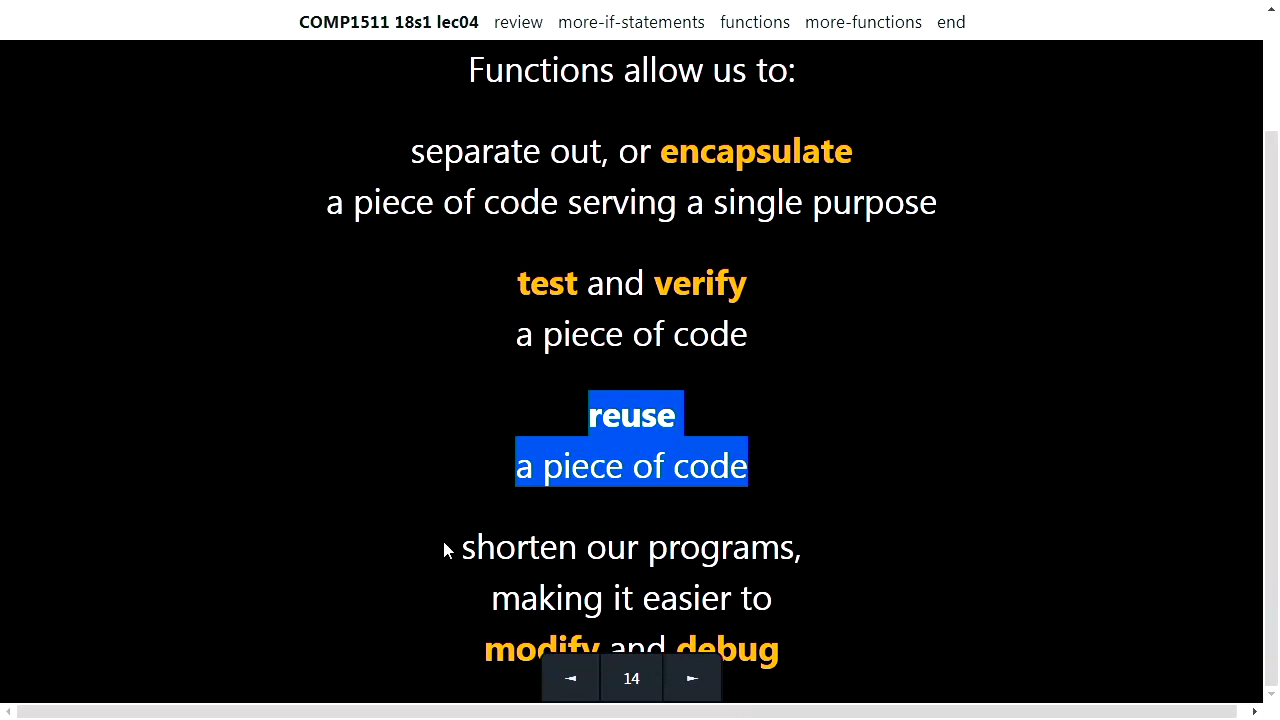 COMP1511 18s1 lec04 review more-if-statements functions more-functions end
Functions allow us to:
separate out, or encapsulate
a piece of code serving a single purpose
test and verify
a piece of code
reuse
a piece of code
shorten our programs,
making it easier to
modify and debug
14